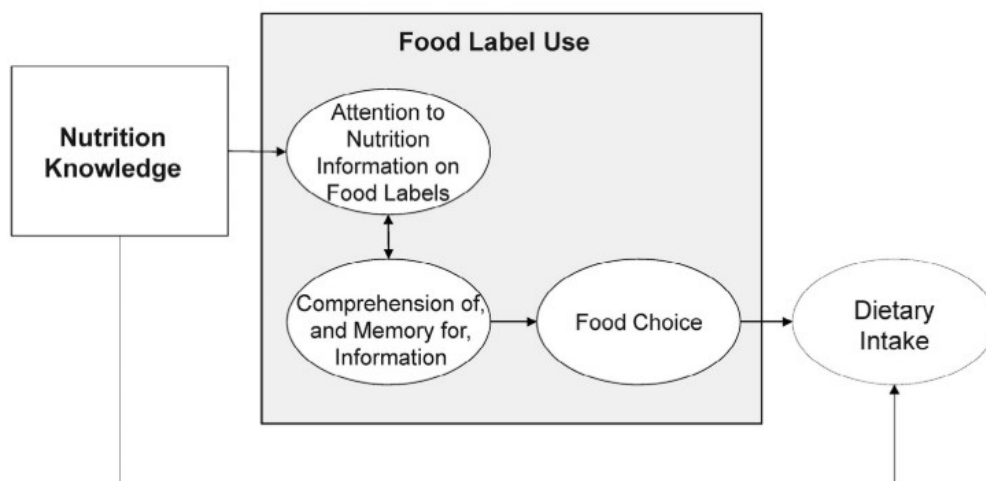 Food Label Use
Nutrition
Knowledge
Attention to
Nutrition
Information on
Food Labels
Comprehension of,
and Memory for,
Information
Food Choice
Dietary
Intake